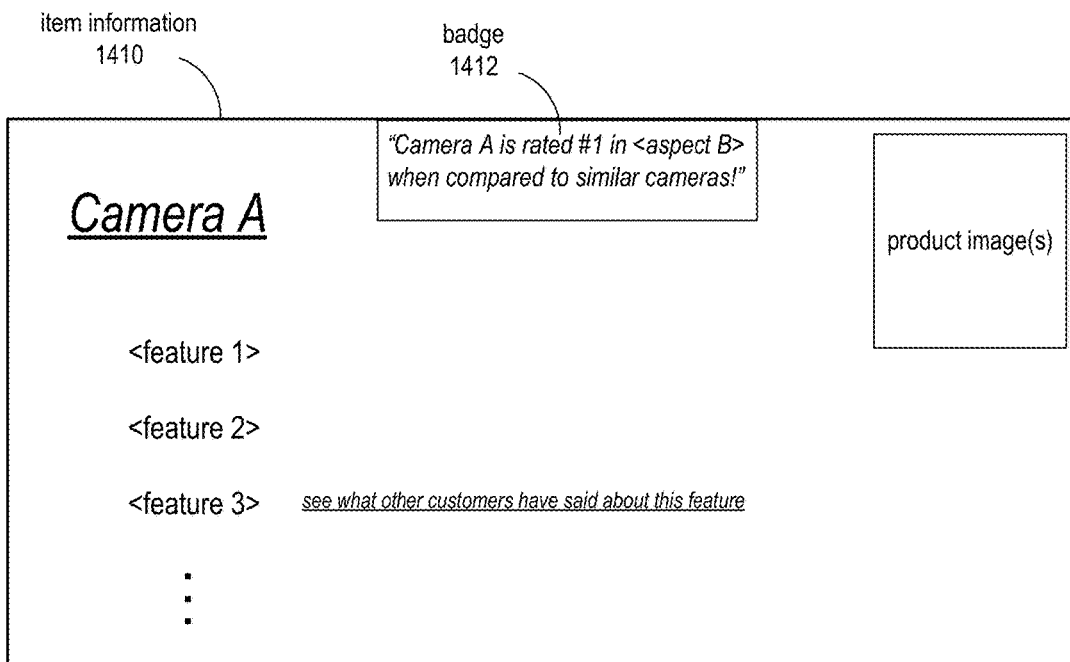 item information
1410
badge
1412
"Camera A is rated #1 in <aspect B>
when compared to similar cameras!"
Camera A
product image(s)
<feature 1>
<feature 2>
<feature 3>
see what other customers have said about this feature